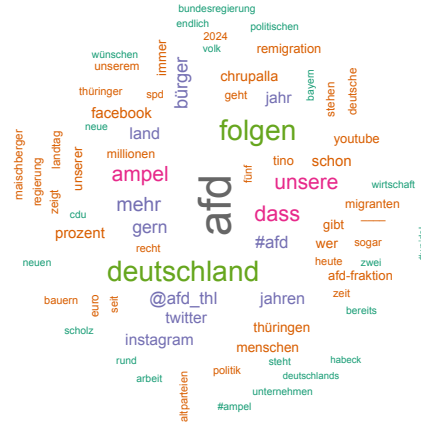 bundesregierung
endlich
politischen
2024
volk
remigration
wünschen
unserem
immer
bürger
chrupalla
bayern
stehen
deutsche
thüringer
spd
geht
jahr
facebook
neue
land
folgen
youtube
maischberger
regierung
landtag
zeigt
unserer
millionen
ampel
afd
fünf
tino
schon
unsere
wirtschaft
cdu
mehr
dass
migranten
prozent
gern
#afd
gibt
wer
sogar
recht
heute
zwei
neuen
deutschland
afd-fraktion
bauern
euro
seit
@afd_thl
jahren
zeit
bereits
twitter
scholz
instagram
thüringen
menschen
rund
steht
habeck
arbeit
politik
deutschlands
altparteien
unternehmen
#ampel